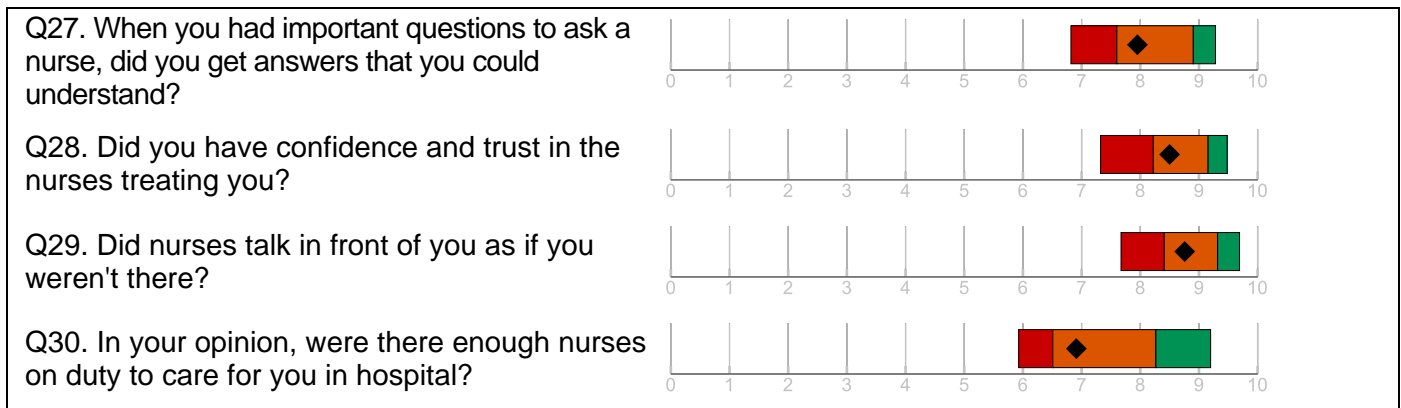 Q27. When you had important questions to ask a
nurse, did you get answers that you could
understand?
0 1 2 3 4 5 6 7 8 9 10
Q28. Did you have confidence and trust in the
nurses treating you?
0 1 2 3 4 5 6 7 8 9 10
Q29. Did nurses talk in front of you as if you
weren't there?
0 1 2 3 4 5 6 7 8 9 10
Q30. In your opinion, were there enough nurses
on duty to care for you in hospital?
0 1 2 3 4 5 6 7 8 9 10